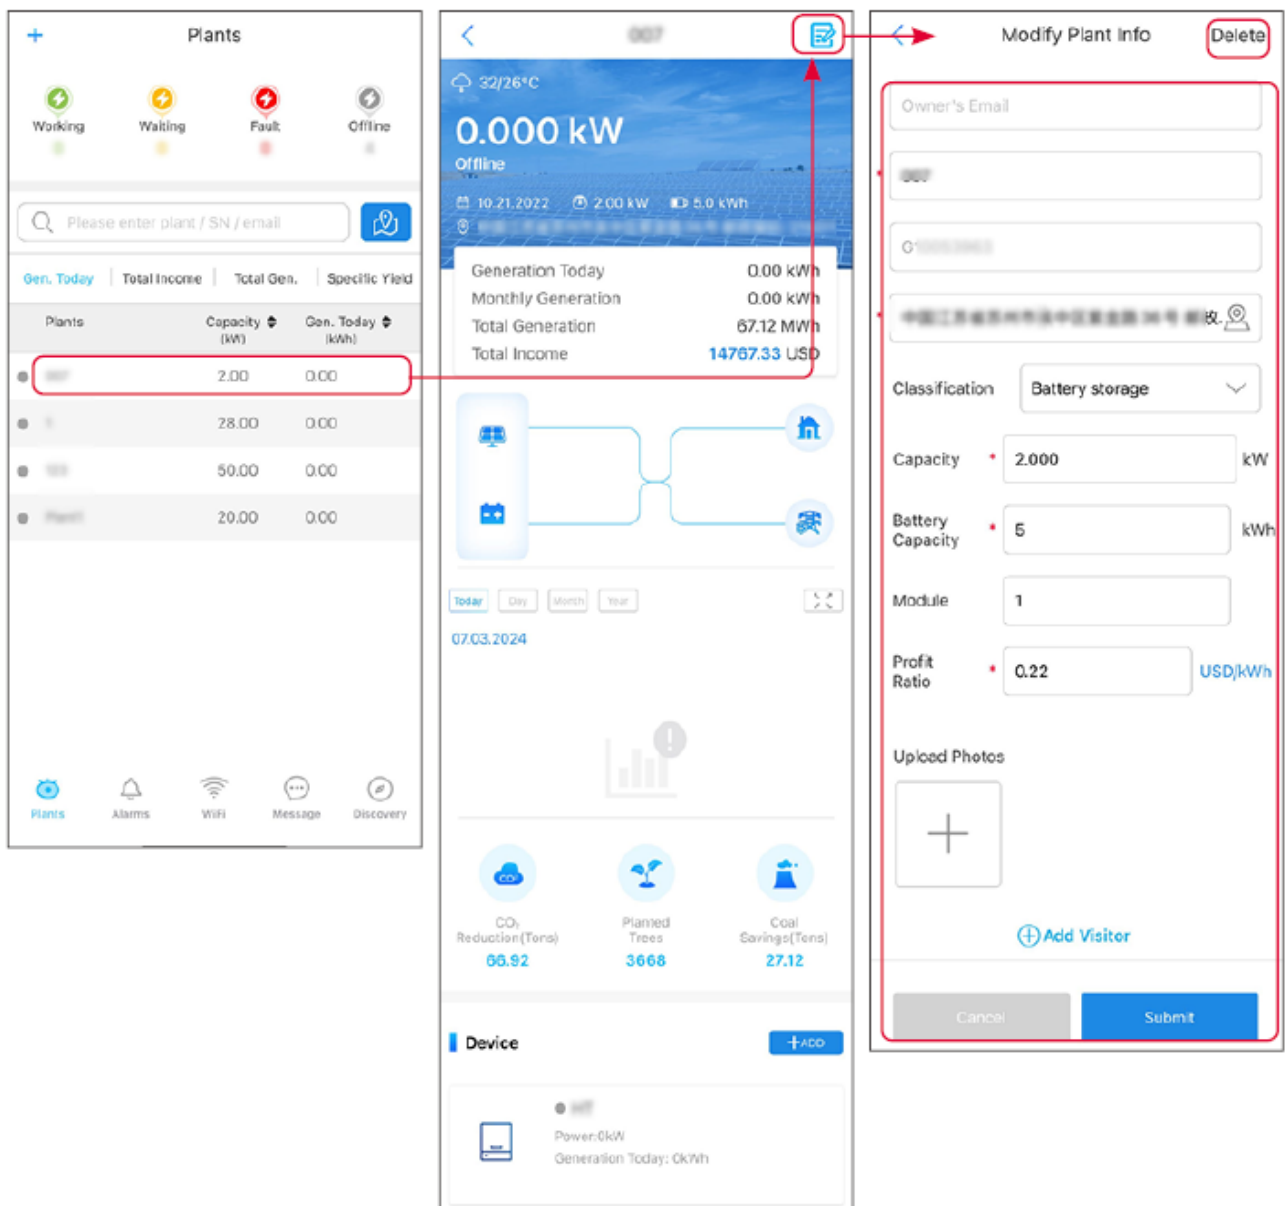 Plants
Working
Waiting
Fault
Offline
Please enter plant / SN / email
Gen. Today
Total Income
Total Gen.
Specific Yield
Plants
Capacity
(kW)
Gen. Today
(kWh)
2.00
0.00
28.00
0.00
50.00
0.00
20.00
0.00
Plants
Alarms
WiFi
Message
Discovery
007
32/26°C
0.000 kW
Offline
10.21.2022
2.00 kW
5.0 kWh
Generation Today
0.00 kWh
Monthly Generation
0.00 kWh
Total Generation
67.12 MWh
Total Income
14767.33 USD
Today
Day
Month
Year
07.03.2024
CO₂
Reduction(Tons)
66.92
Planted
Trees
3668
Coal
Savings(Tons)
27.12
Device
+ADD
Power:0kW
Generation Today: 0kWh
Modify Plant Info
Delete
Owner's Email
*
*
Classification
Battery storage
Capacity
*
2.000
kW
Battery
Capacity
*
5
kWh
Module
1
Profit
Ratio
*
0.22
USD/kWh
Upload Photos
Add Visitor
Cancel
Submit